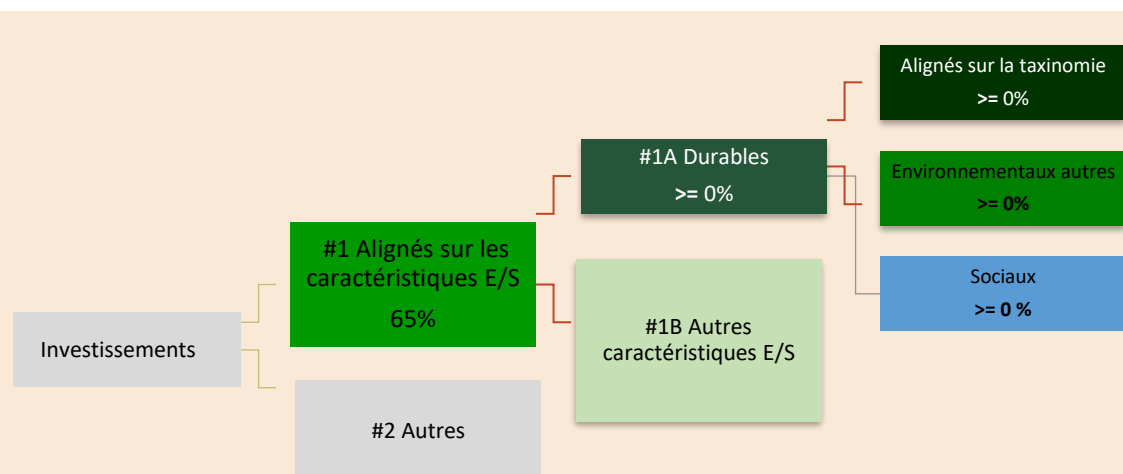 Investissements
#1 Alignés sur les
caractéristiques E/S
65%
#2 Autres
#1A Durables
>= 0%
#1B Autres
caractéristiques E/S
Alignés sur la taxinomie
>= 0%
Environnementaux autres
>= 0%
Sociaux
>= 0 %